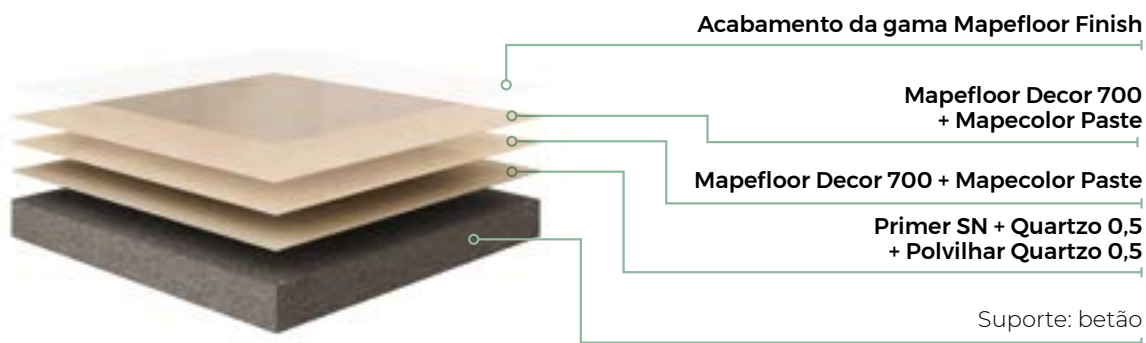 Acabamento da gama Mapefloor Finish
Mapefloor Decor 700
+ Mapecolor Paste
Mapefloor Decor 700 + Mapecolor Paste
Primer SN + Quartzo 0,5
+ Polvilhar Quartzo 0,5
Suporte: betão